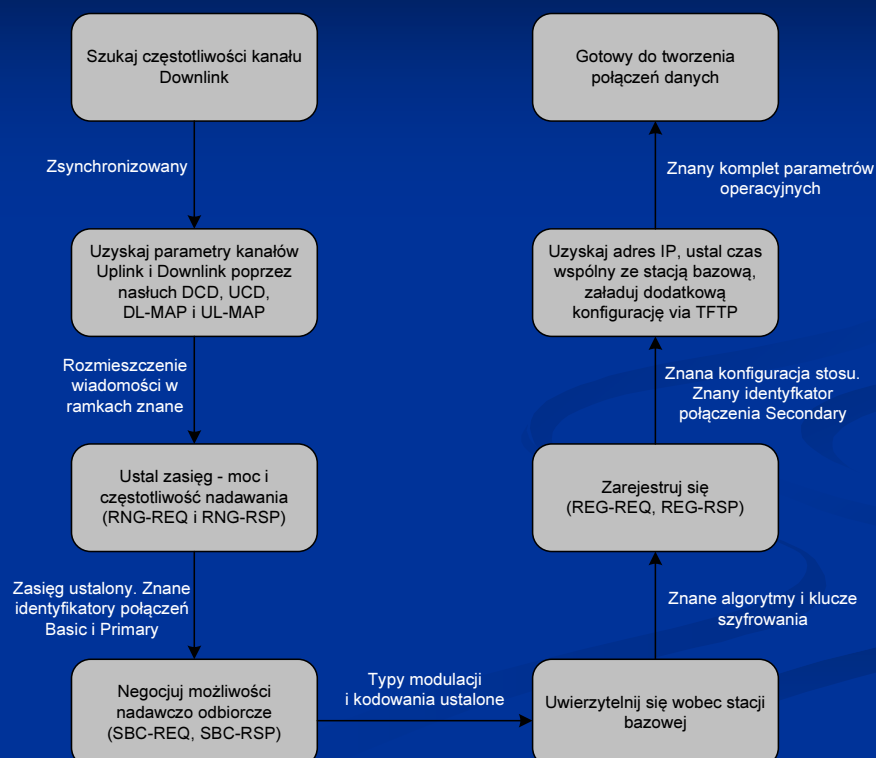 Szukaj częstotliwości kanału
Downlink
Zsynchronizowany
Uzyskaj parametry kanałów
Uplink i Downlink poprzez
nasłuch DCD, UCD,
DL-MAP i UL-MAP
Rozmieszczenie
wiadomości w
ramkach znane
Ustal zasięg - moc i
częstotliwość nadawania
(RNG-REQ i RNG-RSP)
Zasięg ustalony. Znane
identyfikatory połączeń
Basic i Primary
Negocjuj możliwości
nadawczo odbiorcze
(SBC-REQ, SBC-RSP)
Typy modulacji
i kodowania ustalone
Uwierzytelnij się wobec stacji
bazowej
Znane algorytmy i klucze
szyfrowania
Zarejestruj się
(REG-REQ, REG-RSP)
Znana konfiguracja stosu.
Znany identyfkator
połączenia Secondary
Uzyskaj adres IP, ustal czas
wspólny ze stacją bazową,
załaduj dodatkową
konfigurację via TFTP
Znany komplet parametrów
operacyjnych
Gotowy do tworzenia
połączeń danych